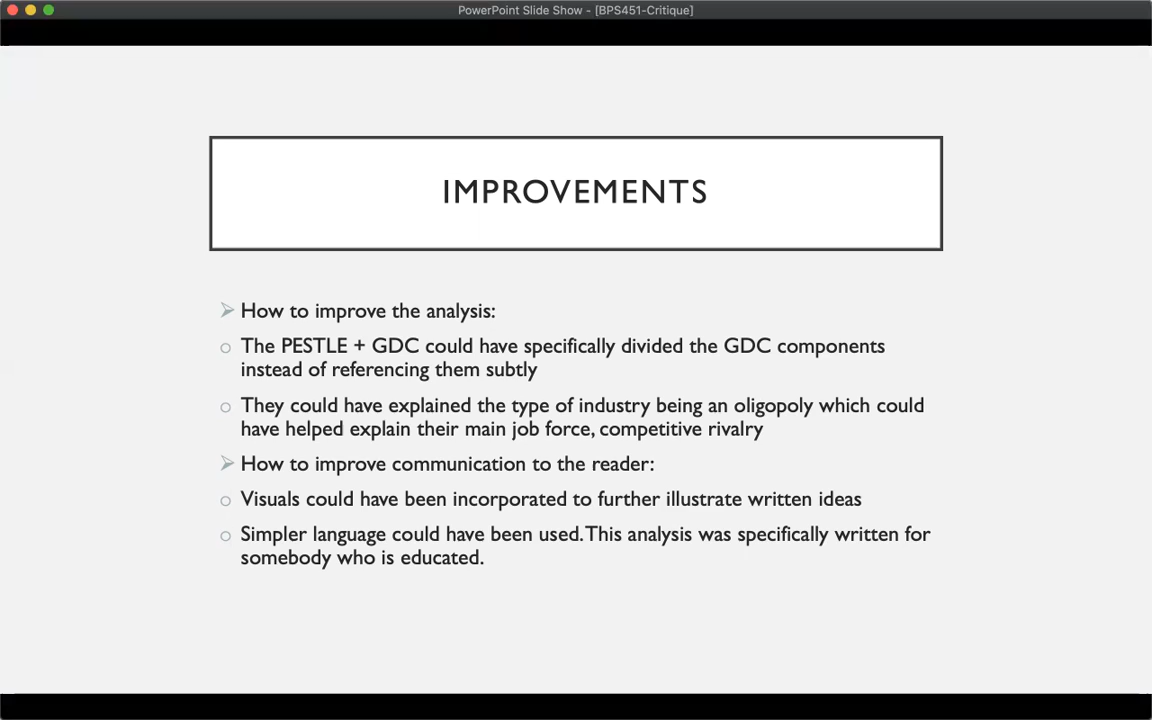 PowerPoint Slide Show - [BPS451-Critique]
IMPROVEMENTS
How to improve the analysis:
The PESTLE + GDC could have specifically divided the GDC components
instead of referencing them subtly
They could have explained the type of industry being an oligopoly which could
have helped explain their main job force, competitive rivalry
How to improve communication to the reader:
Visuals could have been incorporated to further illustrate written ideas
Simpler language could have been used. This analysis was specifically written for
somebody who is educated.